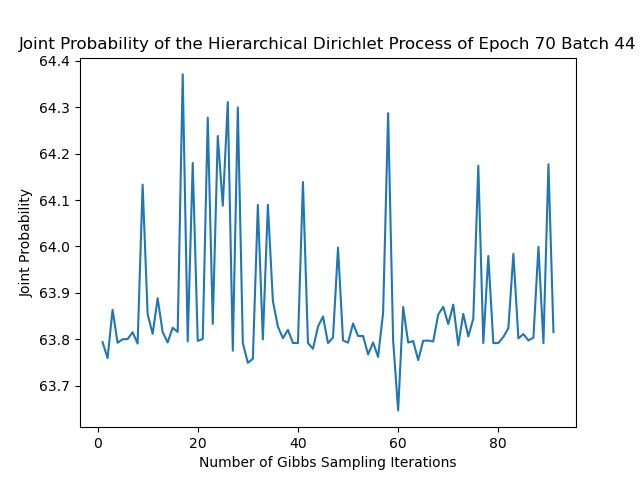 Joint Probability of the Hierarchical Dirichlet Process of Epoch 70 Batch 44
64.4
64.3
64.2
64.1
64.0
63.9
63.8
63.7
Joint Probability
0 20 40 60 80
Number of Gibbs Sampling Iterations